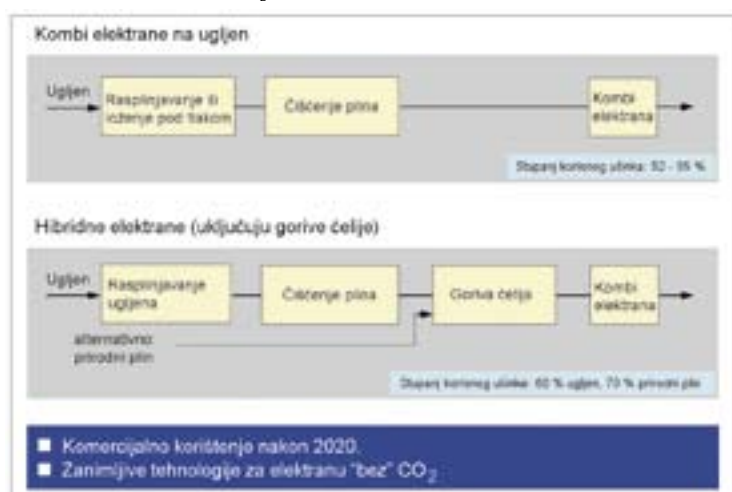 Kombi elektrane na ugljen
Ugljen
Rasplinjavanje ili
loženje pod tlakom
Čišćenje plina
Kombi
elektrana
Stupanj korisnog učinka: 52 - 55 %
Hibridne elektrane (uključuju gorive ćelije)
Ugljen
Rasplinjavanje
ugljena
Čišćenje plina
Goriva ćelija
Kombi
elektrana
alternativno:
prirodni plin
Stupanj korisnog učinka: 60 % ugljen, 70 % prirodni plin
Komercijalno korištenje nakon 2020.
Zanimljive tehnologije za elektranu "bez" CO₂